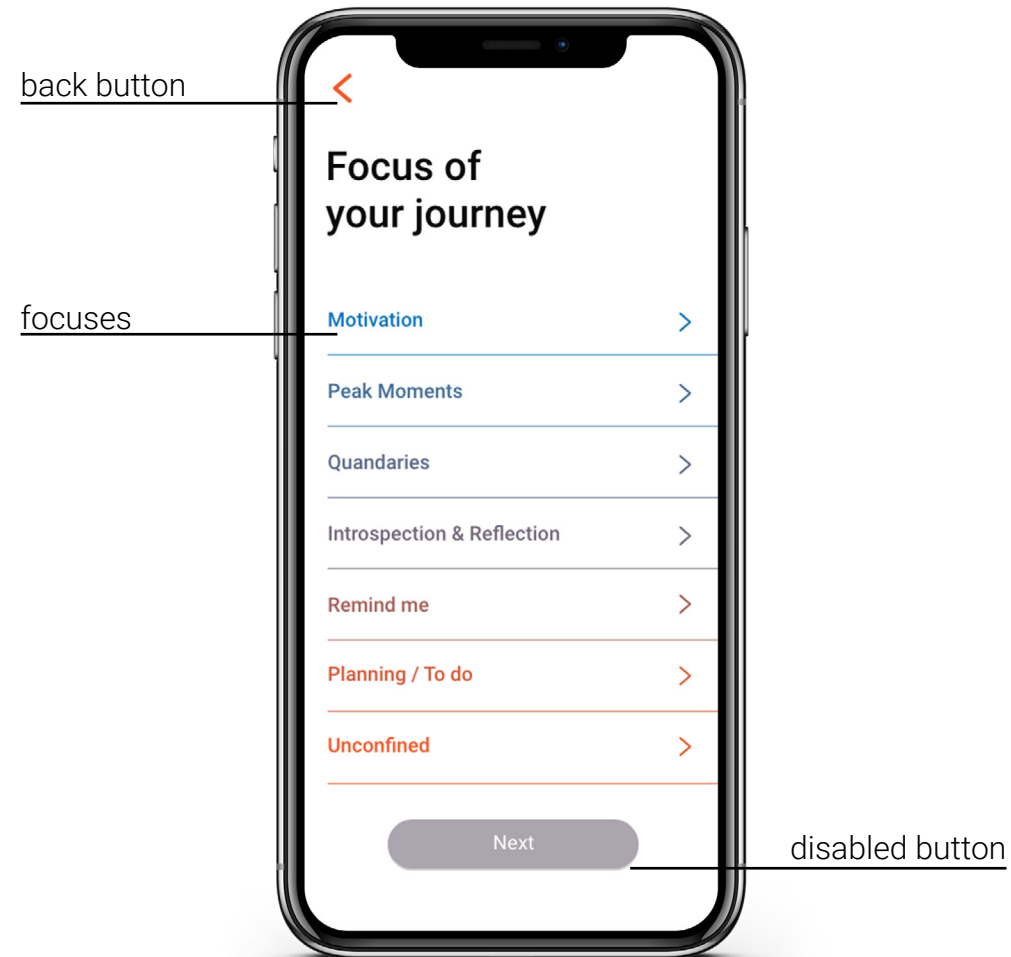 back button
Focus of
your journey
focuses
Motivation
Peak Moments
Quandaries
Introspection & Reflection
Remind me
Planning / To do
Unconfined
Next
disabled button